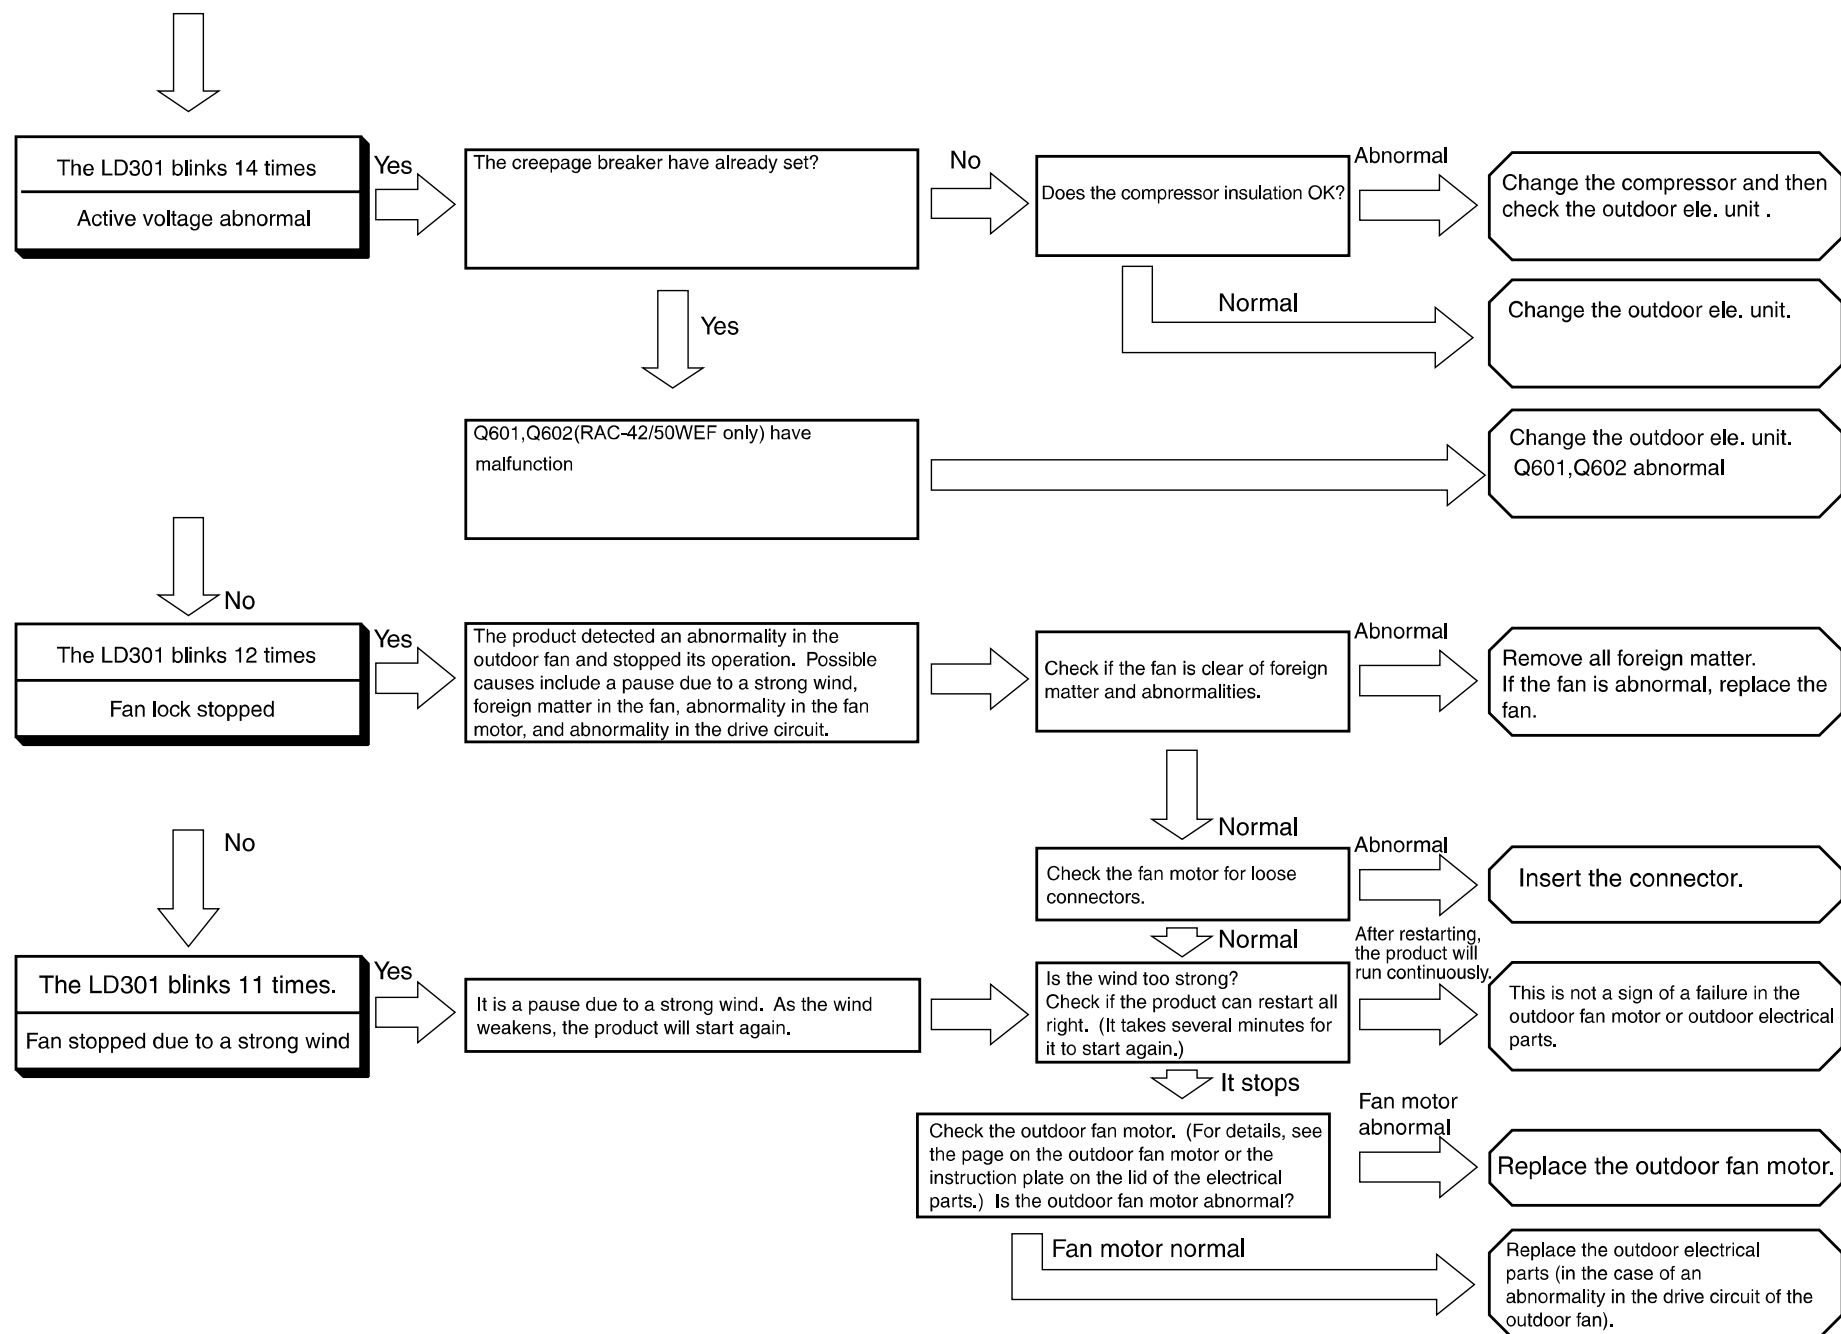 The LD301 blinks 14 times
Active voltage abnormal
Yes
The creepage breaker have already set?
No
Does the compressor insulation OK?
Abnormal
Change the compressor and then
check the outdoor ele. unit .
Normal
Change the outdoor ele. unit.
Yes
Q601,Q602(RAC-42/50WEF only) have
malfunction
Change the outdoor ele. unit.
Q601,Q602 abnormal
No
The LD301 blinks 12 times
Fan lock stopped
Yes
The product detected an abnormality in the
outdoor fan and stopped its operation. Possible
causes include a pause due to a strong wind,
foreign matter in the fan, abnormality in the fan
motor, and abnormality in the drive circuit.
Check if the fan is clear of foreign
matter and abnormalities.
Abnormal
Remove all foreign matter.
If the fan is abnormal, replace the
fan.
Normal
No
Check the fan motor for loose
connectors.
Abnormal
Insert the connector.
Normal
The LD301 blinks 11 times.
Fan stopped due to a strong wind
Yes
It is a pause due to a strong wind. As the wind
weakens, the product will start again.
Is the wind too strong?
Check if the product can restart all
right. (It takes several minutes for
it to start again.)
After restarting,
the product will
run continuously.
This is not a sign of a failure in the
outdoor fan motor or outdoor electrical
parts.
It stops
Check the outdoor fan motor. (For details, see
the page on the outdoor fan motor or the
instruction plate on the lid of the electrical
parts.) Is the outdoor fan motor abnormal?
Fan motor
abnormal
Replace the outdoor fan motor.
Fan motor normal
Replace the outdoor electrical
parts (in the case of an
abnormality in the drive circuit of the
outdoor fan).